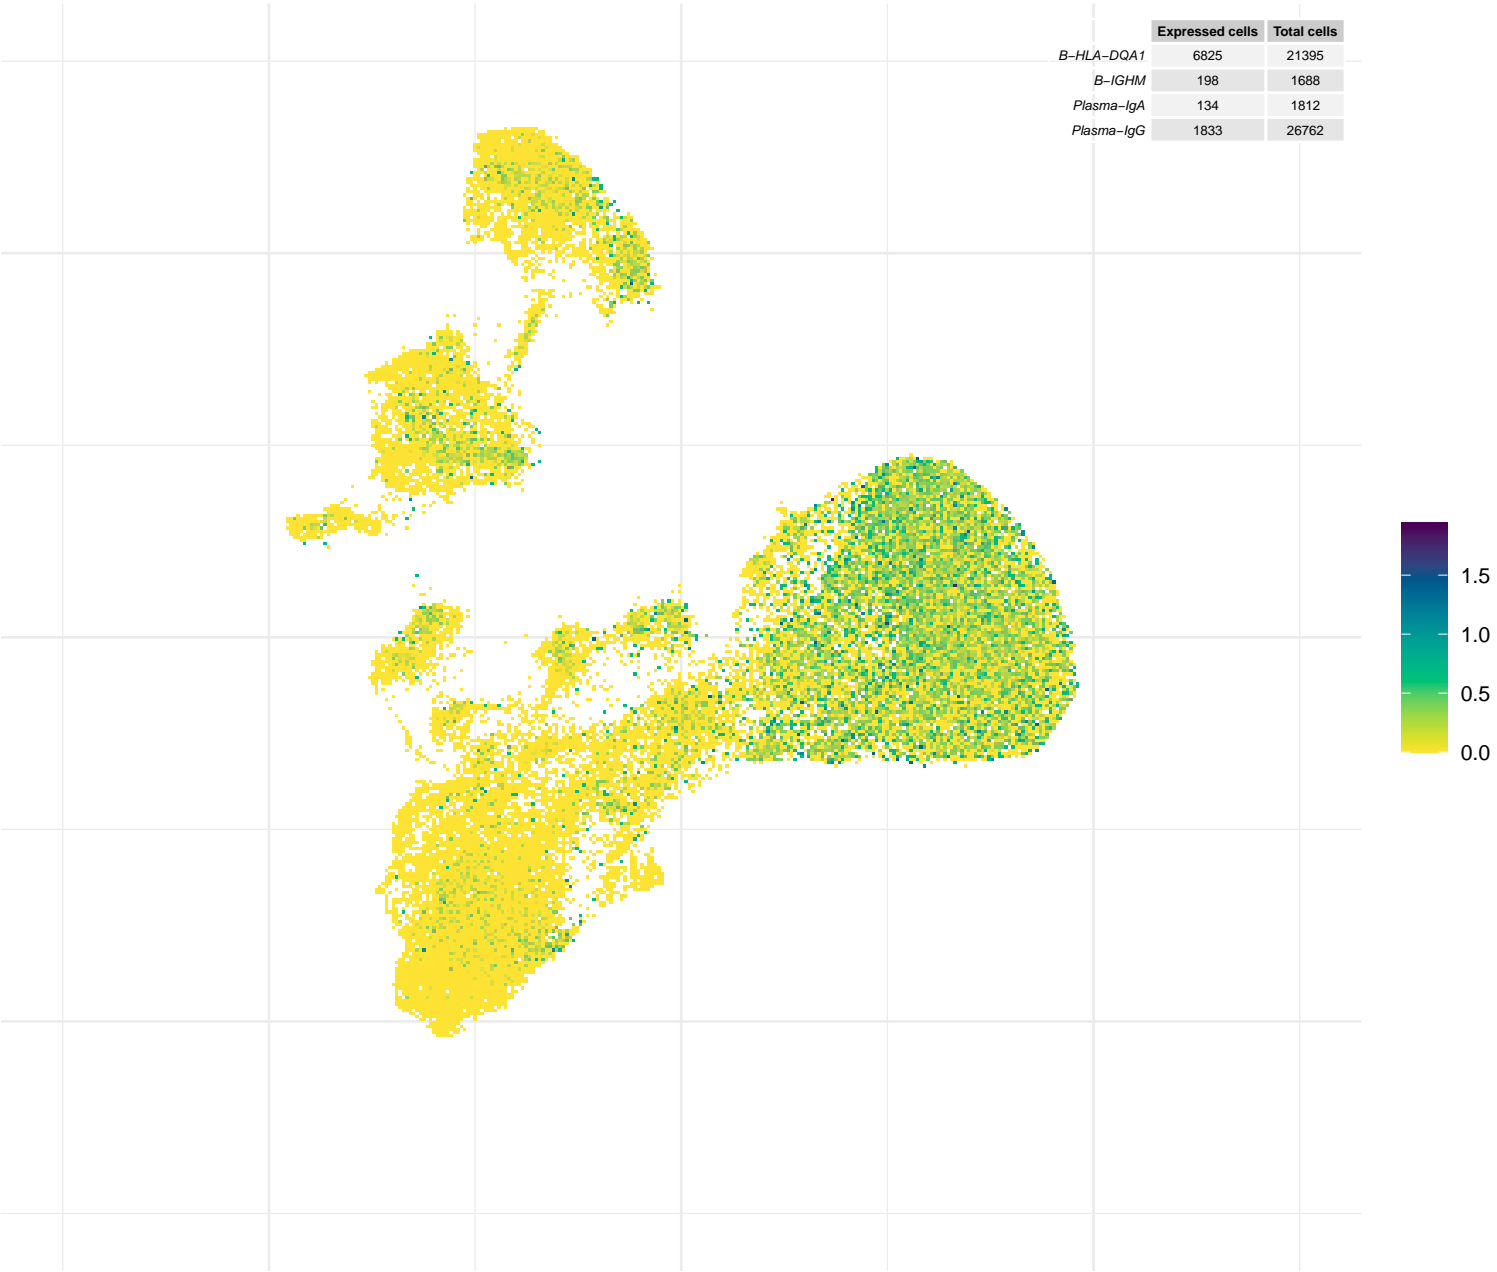 Expressed cells Total cells
B−HLA−DQA1 6825 21395
B−IGHM 198 1688
Plasma−IgA 134 1812
Plasma−IgG 1833 26762
1.5
1.0
0.5
0.0